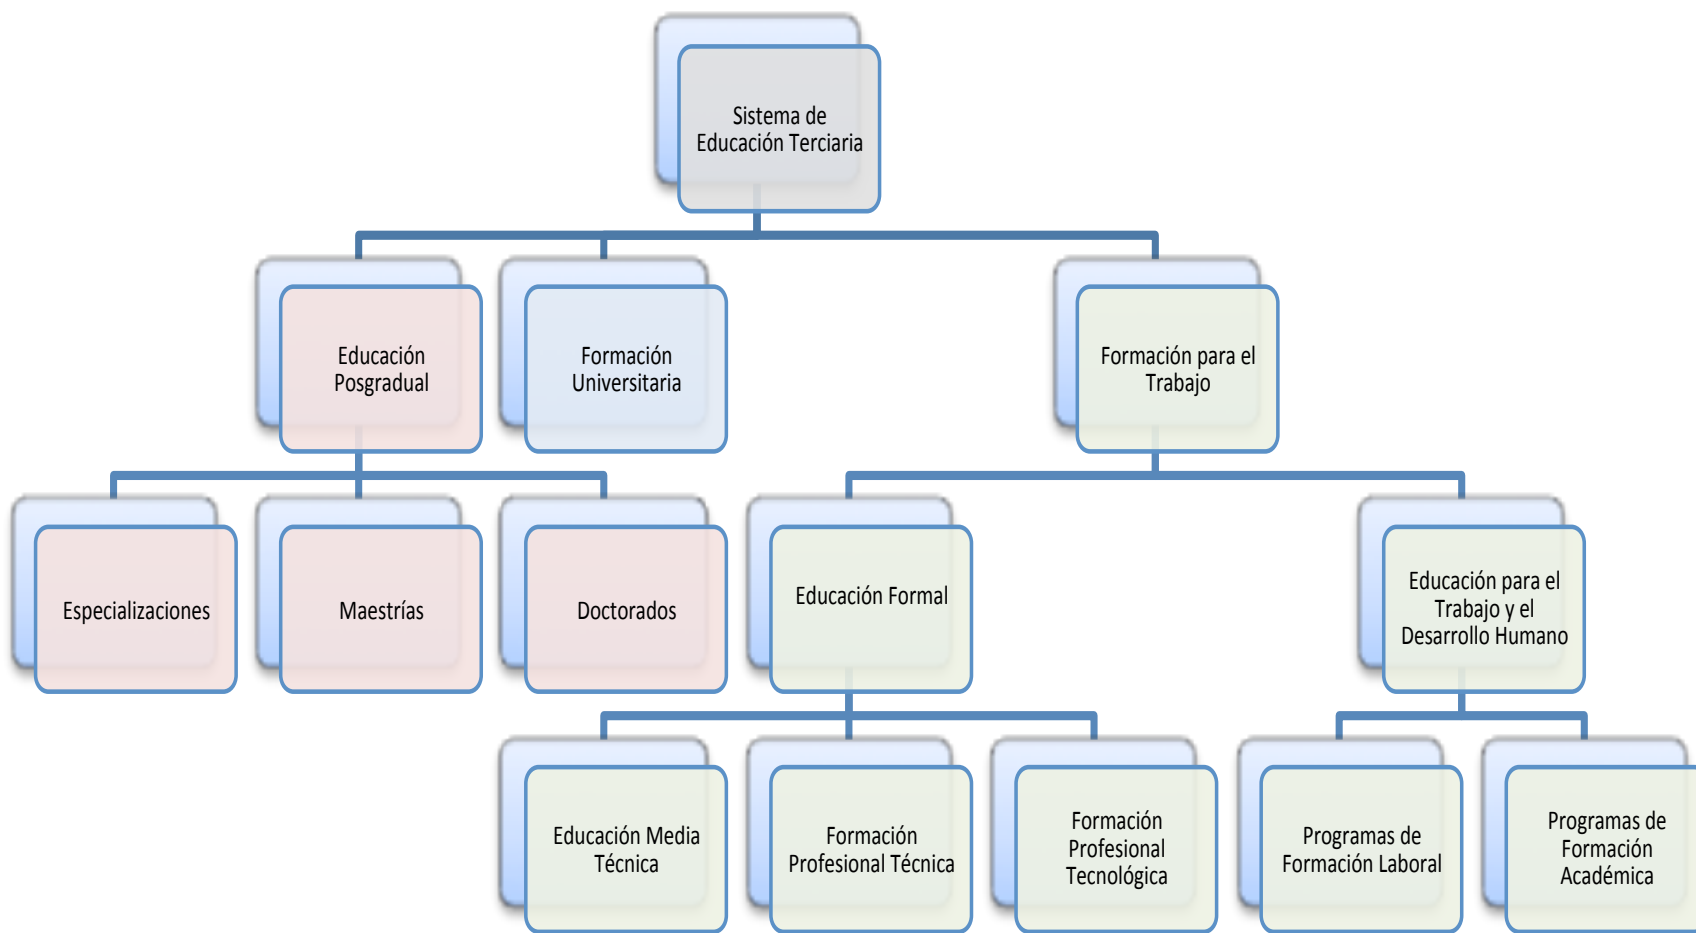 Sistema de
Educación Terciaria
Educación
Posgradual
Formación
Universitaria
Formación para el
Trabajo
Especializaciones
Maestrías
Doctorados
Educación Formal
Educación para el
Trabajo y el
Desarrollo Humano
Educación Media
Técnica
Formación
Profesional Técnica
Formación
Profesional
Tecnológica
Programas de
Formación Laboral
Programas de
Formación
Académica